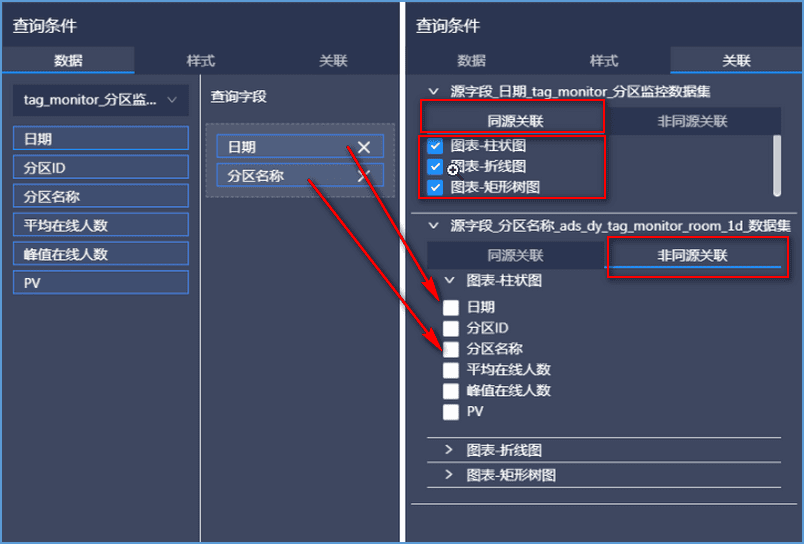 查询条件
数据
样式
关联
tag_monitor_分区监...
日期
分区ID
分区名称
平均在线人数
峰值在线人数
PV
查询字段
日期
分区名称
查询条件
数据
样式
关联
源字段_日期_tag_monitor_分区监控数据集
同源关联
非同源关联
图表-柱状图
图表-折线图
图表-矩形树图
源字段_分区名称_ads_dy_tag_monitor_room_1d_数据集
同源关联
非同源关联
图表-柱状图
日期
分区ID
分区名称
平均在线人数
峰值在线人数
PV
图表-折线图
图表-矩形树图